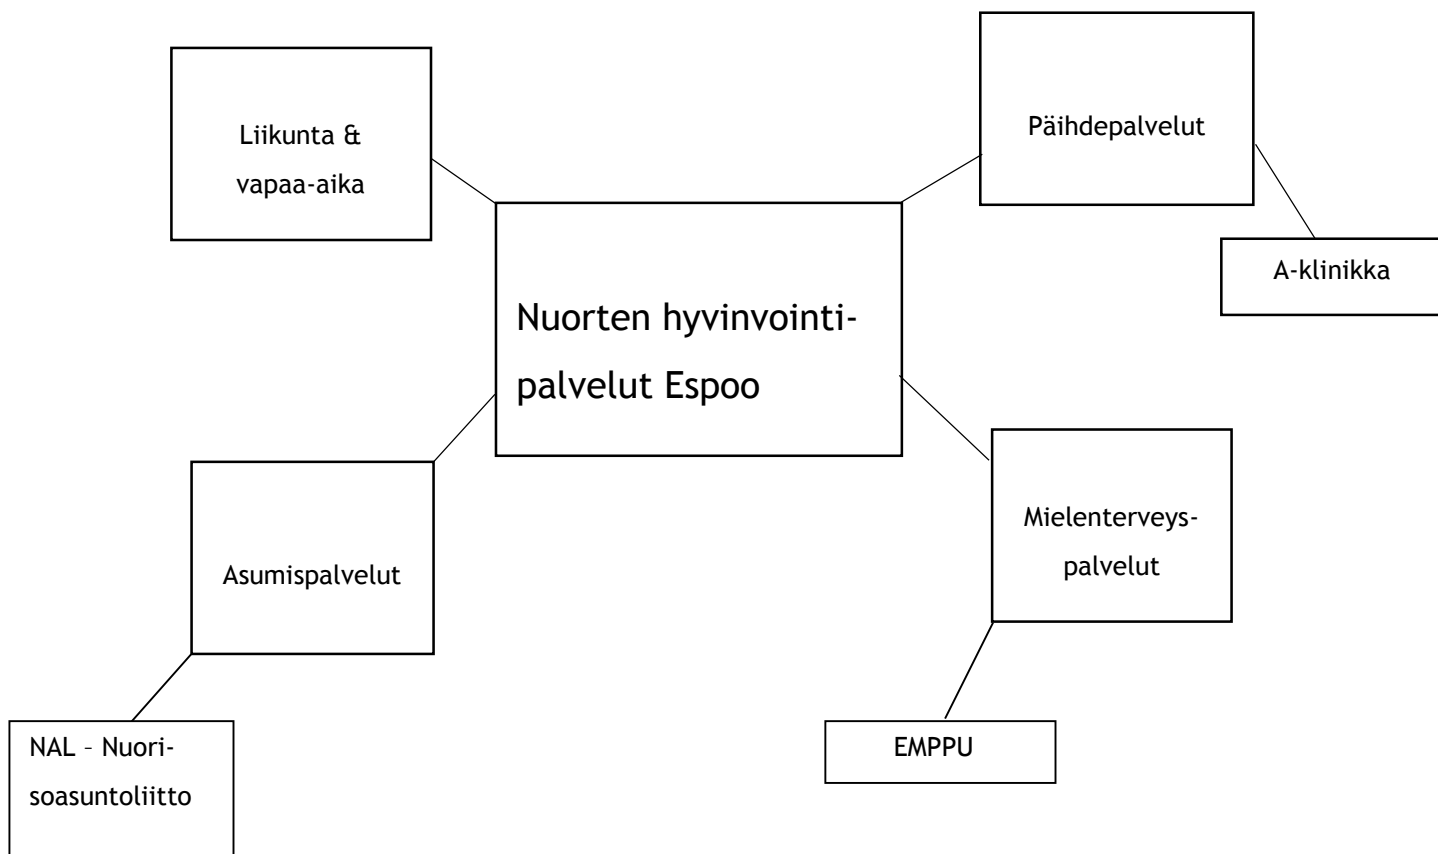 Liikunta &
vapaa-aika
Päihdepalvelut
A-klinikka
Nuorten hyvinvointi-
palvelut Espoo
Asumispalvelut
Mielenterveys-
palvelut
NAL – Nuori-
soasuntoliitto
EMPPU